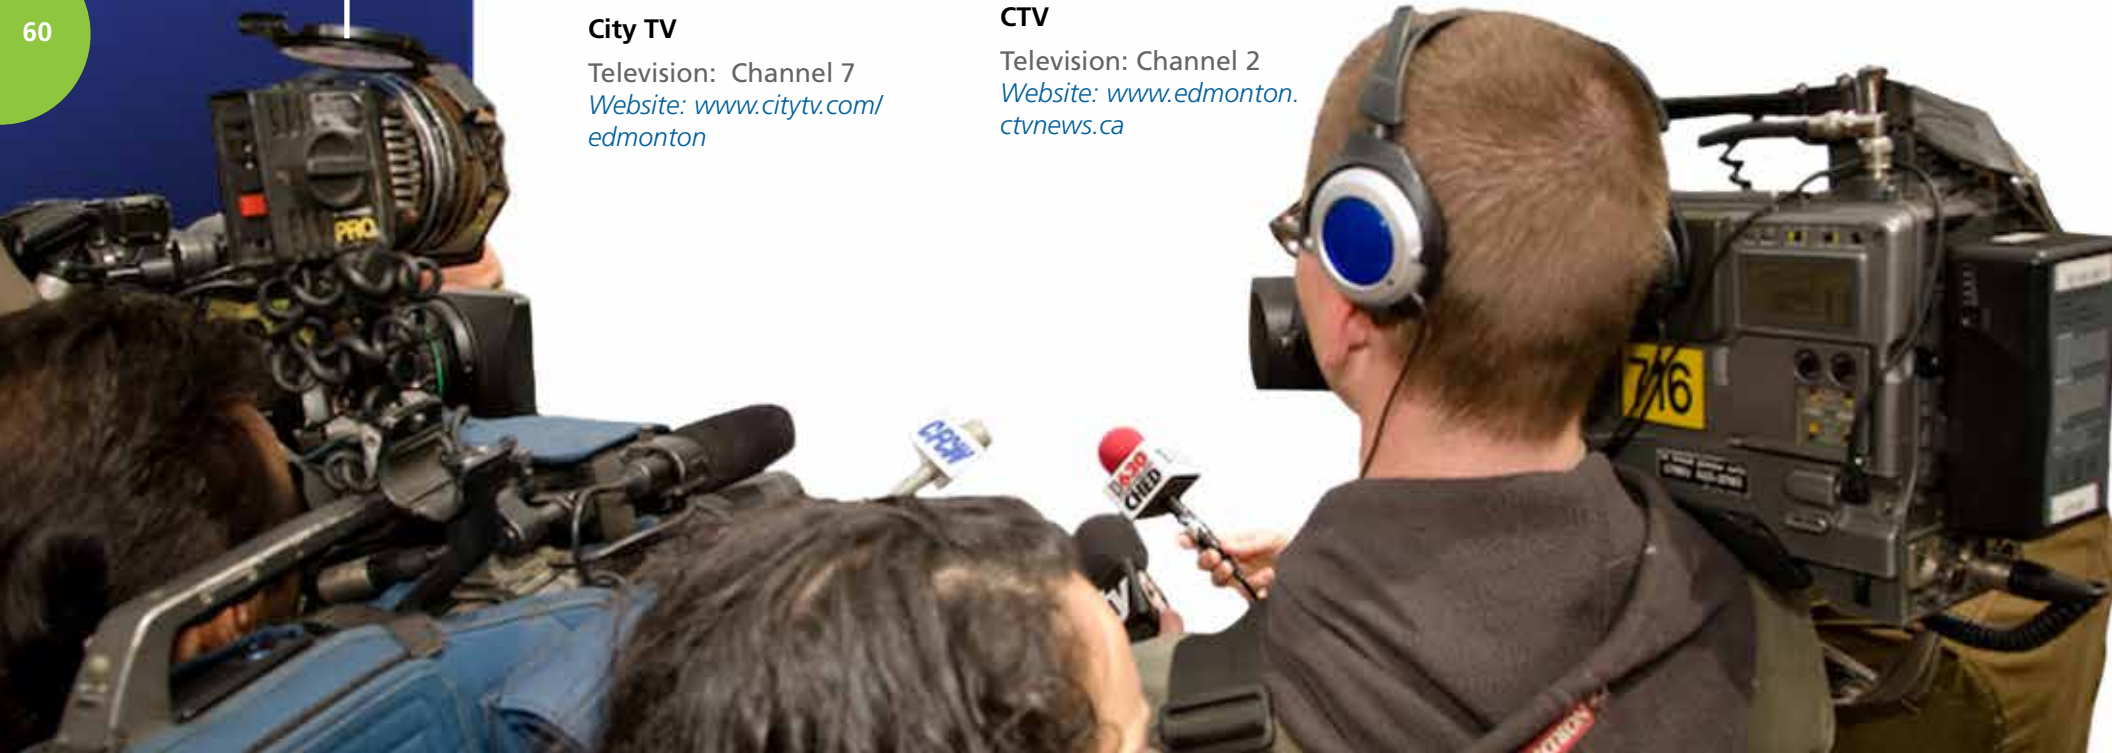 60
City TV
Television: Channel 7
Website: www.citytv.com/
edmonton
CTV
Television: Channel 2
Website: www.edmonton.
ctvnews.ca
PRO
CFCW
630
CHED
716